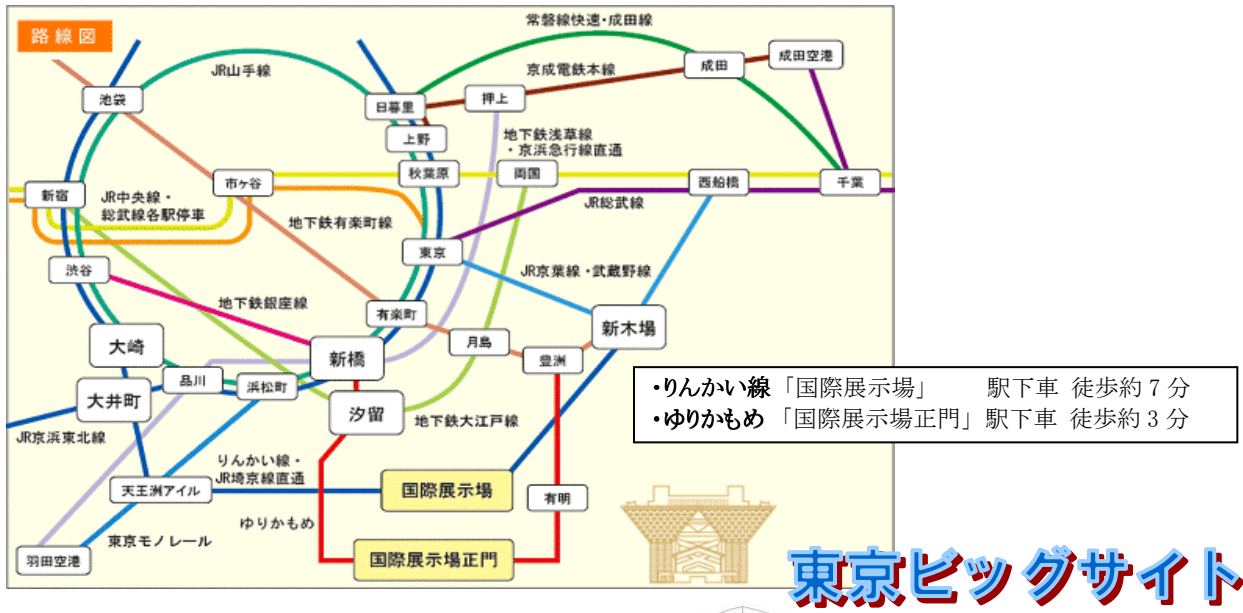 路線図
常磐線快速・成田線
成田空港
成田
JR山手線
京成電鉄本線
池袋
日暮里
押上
上野
地下鉄浅草線
・京浜急行線直通
秋葉原
両国
西船橋
千葉
新宿
市ヶ谷
JR中央線・
総武線各駅停車
JR総武線
地下鉄有楽町線
東京
渋谷
JR京葉線・武蔵野線
地下鉄銀座線
有楽町
新木場
大崎
新橋
月島
豊洲
品川
浜松町
大井町
汐留
地下鉄大江戸線
JR京浜東北線
りんかい線・
JR埼京線直通
天王洲アイル
国際展示場
有明
ゆりかもめ
東京モノレール
羽田空港
国際展示場正門
・りんかい線「国際展示場」 駅下車 徒歩約 7 分
・ゆりかもめ「国際展示場正門」駅下車 徒歩約 3 分
東京ビッグサイト